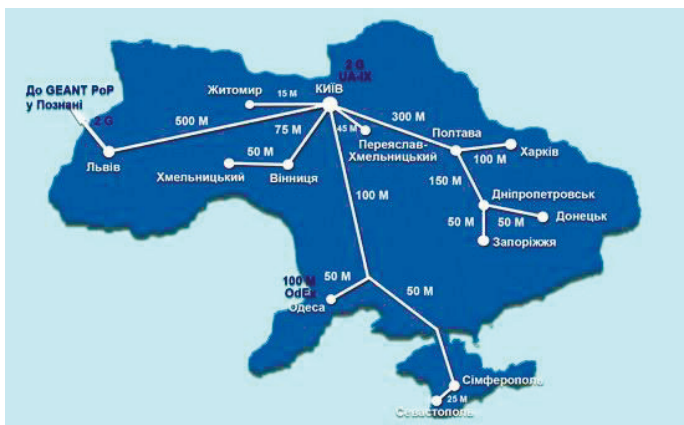 2 G
UA-IX
КИЇВ
До GEANT PoP
у Познані
2 G
Житомир
15 M
500 M
75 M
45 M
300 M
Переяслав-
Хмельницький
Полтава
100 M
Харків
Львів
50 M
Хмельницький
Вінниця
100 M
150 M
Дніпропетровськ
50 M
50 M
Донецьк
Запоріжжя
100 M
OdEx
Одеса
50 M
50 M
Сімферополь
25 M
Севастополь